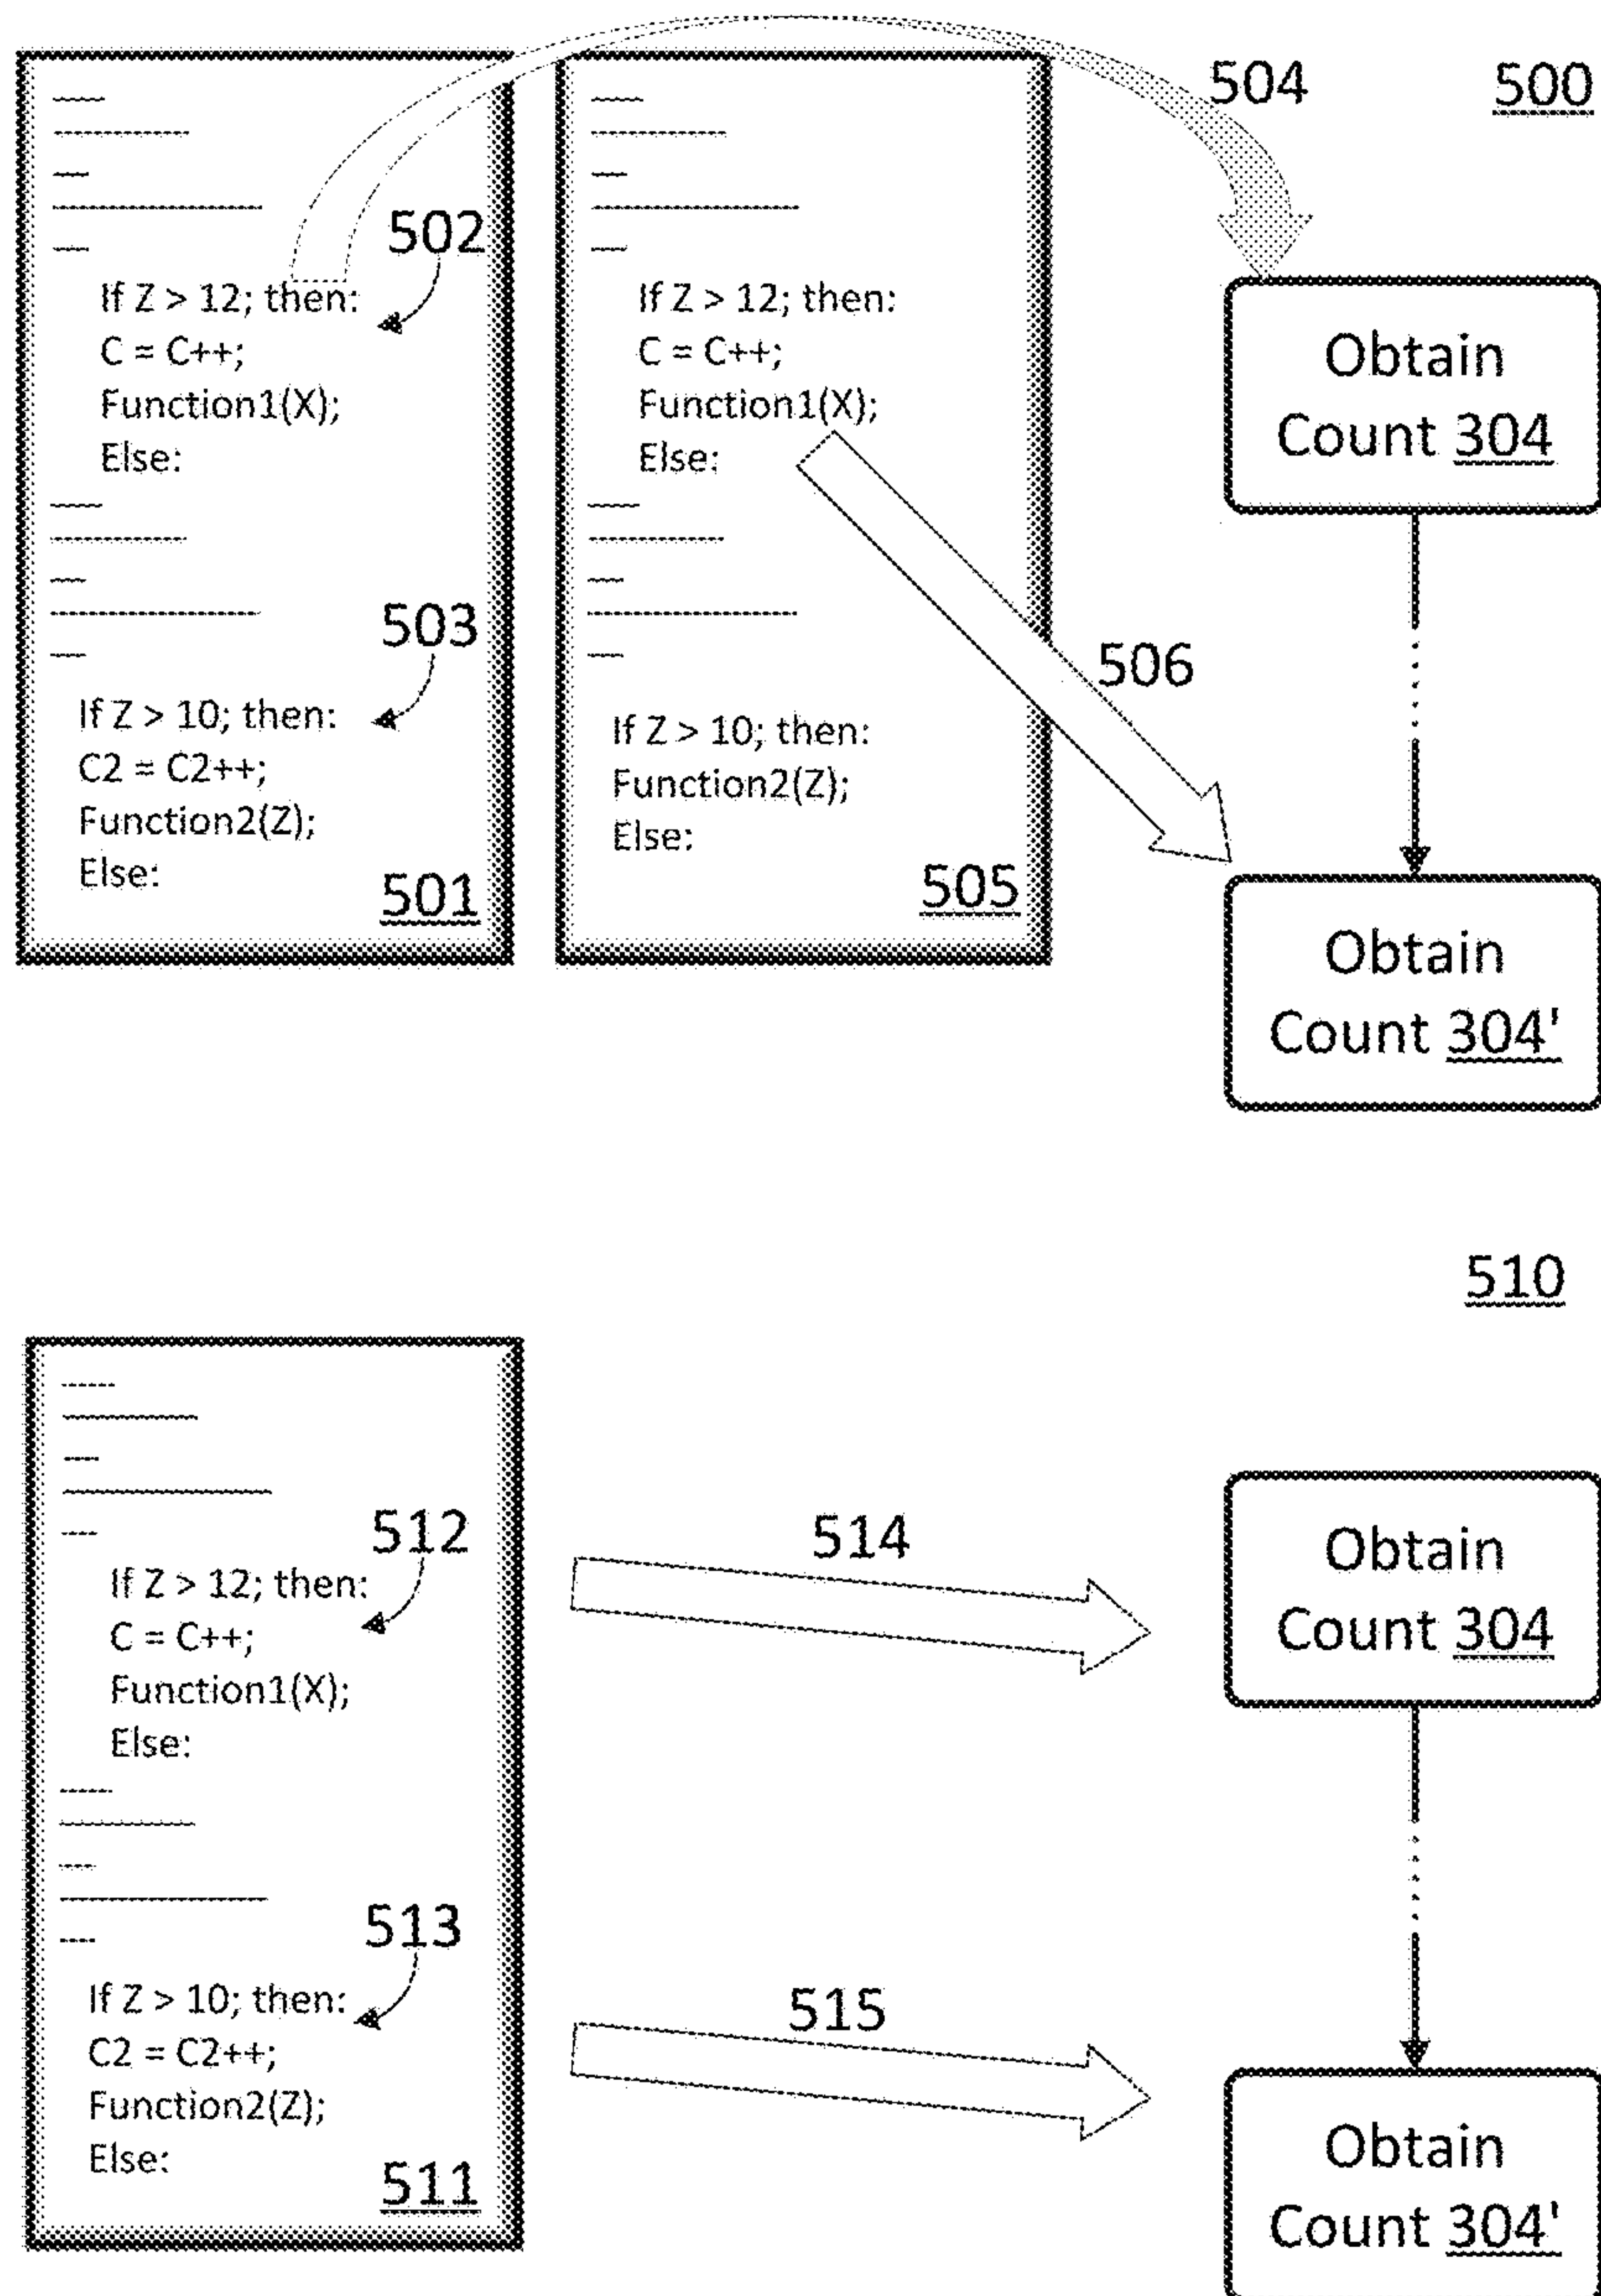 504
500
502
If Z > 12; then:
C = C++;
Function1(X);
Else:
503
If Z > 10; then:
C2 = C2++;
Function2(Z);
Else:
501
If Z > 12; then:
C = C++;
Function1(X);
Else:
506
If Z > 10; then:
Function2(Z);
Else:
505
Obtain
Count 304
Obtain
Count 304'
510
512
If Z > 12; then:
C = C++;
Function1(X);
Else:
513
If Z > 10; then:
C2 = C2++;
Function2(Z);
Else:
511
514
515
Obtain
Count 304
Obtain
Count 304'